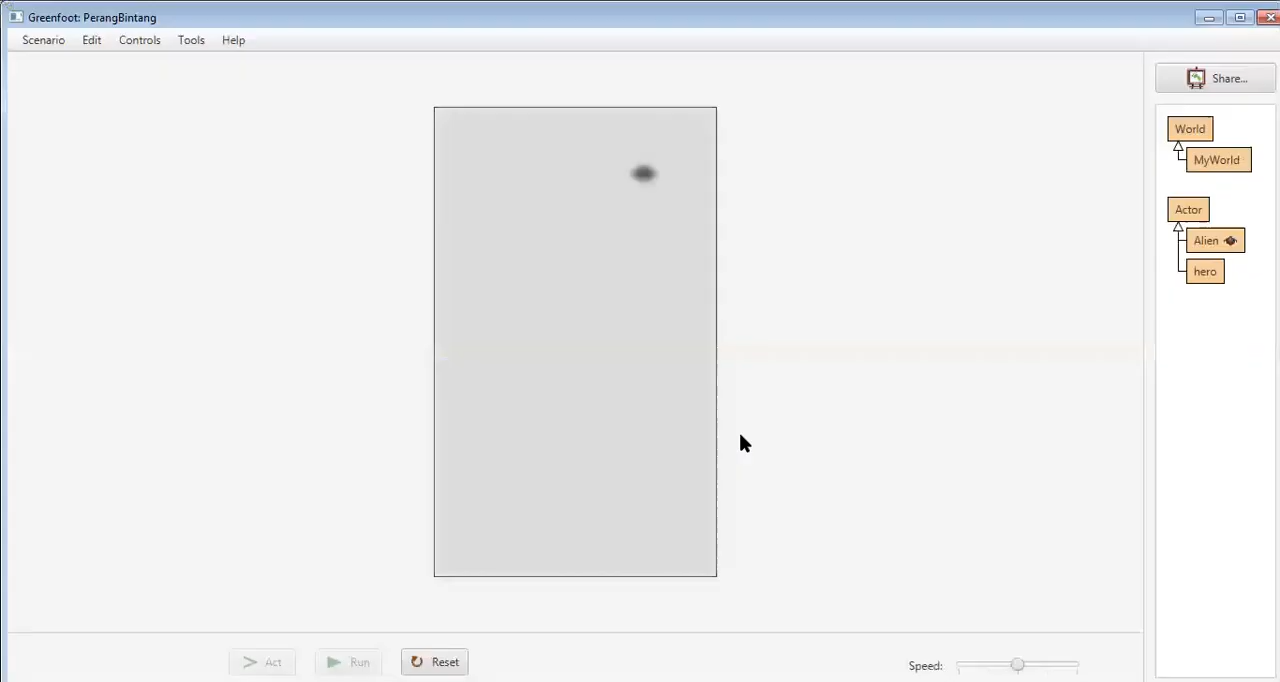 Greenfoot: PerangBintang
Scenario Edit Controls Tools Help
Share...
World
MyWorld
Actor
Alien
hero
Act Run Reset Speed: